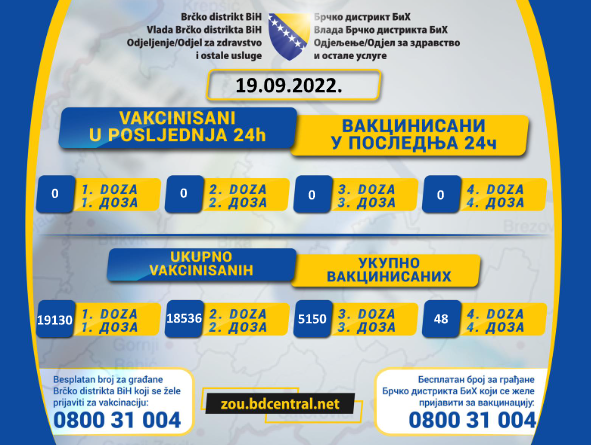 Brčko distrikt BiH
Vlada Brčko distrikta BiH
Odjeljenje/Odjel za zdravstvo
i ostale usluge
Брчко дистрикт БиХ
Влада Брчко дистрикта БиХ
Одјељење/Одјел за здравство
и остале услуге
19.09.2022.
VAKCINISANI
U POSLJEDNJA 24h
ВАКЦИНИСАНИ
У ПОСЛЕДЊА 24ч
0
1. DOZA
1. ДОЗА
0
2. DOZA
2. ДОЗА
0
3. DOZA
3. ДОЗА
0
4. DOZA
4. ДОЗА
UKUPNO
VAKCINISANIH
УКУПНО
ВАКЦИНИСАНИХ
19130
1. DOZA
1. ДОЗА
18536
2. DOZA
2. ДОЗА
5150
3. DOZA
3. ДОЗА
48
4. DOZA
4. ДОЗА
Besplatan broj za građane
Brčko distrikta BiH koji se žele
prijaviti za vakcinaciju:
0800 31 004
zou.bdcentral.net
Бесплатан број за грађане
Брчко дистрикта БиХ који се желе
пријавити за вакцинацију:
0800 31 004